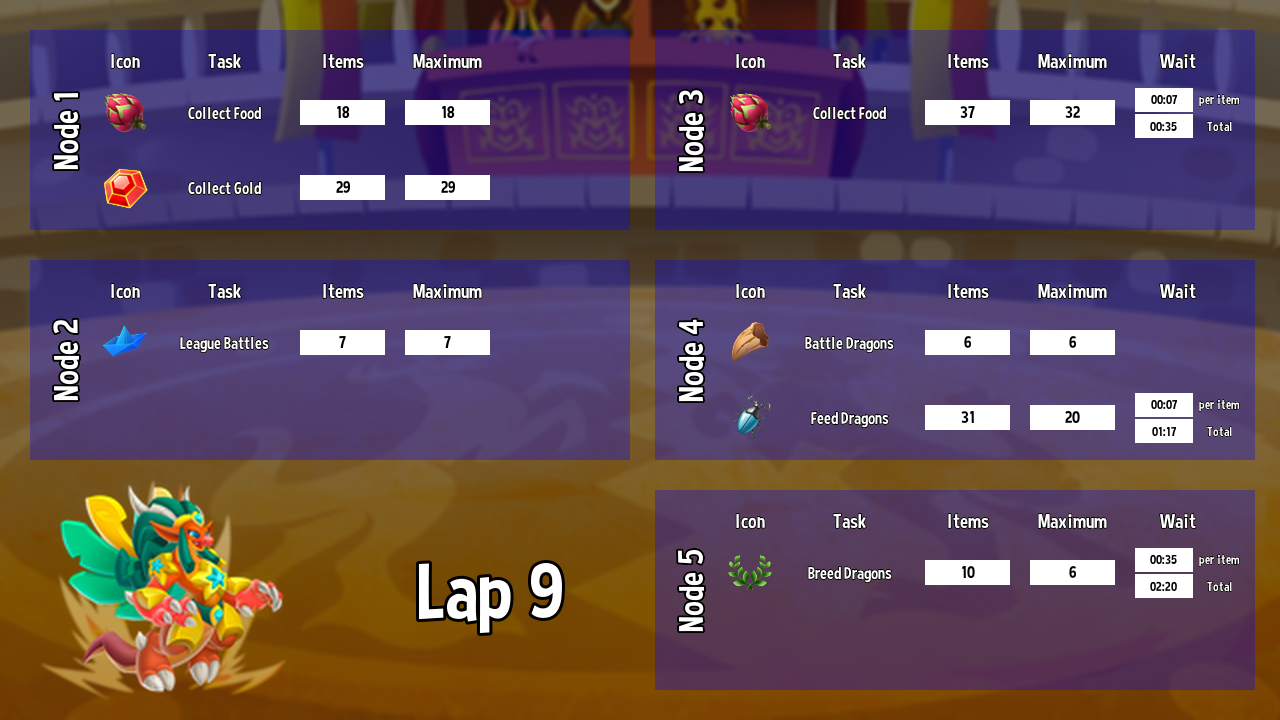 Node 1
Icon Task Items Maximum
Collect Food 18 18
Collect Gold 29 29
Node 2
Icon Task Items Maximum
League Battles 7 7
Node 3
Icon Task Items Maximum Wait
Collect Food 37 32 00:07 per item
00:35 Total
Node 4
Icon Task Items Maximum Wait
Battle Dragons 6 6
Feed Dragons 31 20 00:07 per item
01:17 Total
Node 5
Icon Task Items Maximum Wait
Breed Dragons 10 6 00:35 per item
02:20 Total
Lap 9